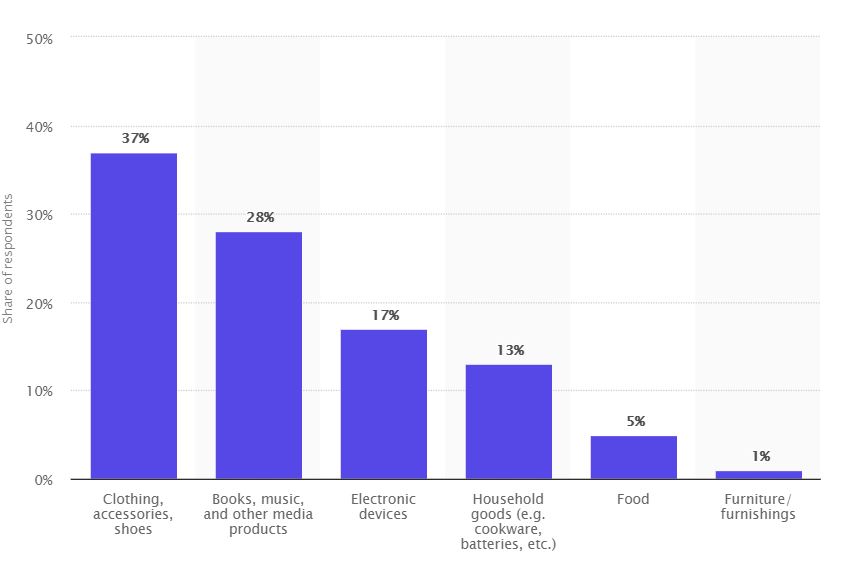 50%
40%
30%
20%
10%
0%
Share of respondents
37%
28%
17%
13%
5%
1%
Clothing,
accessories,
shoes
Books, music,
and other media
products
Electronic
devices
Household
goods (e.g.
cookware,
batteries, etc.)
Food
Furniture/
furnishings